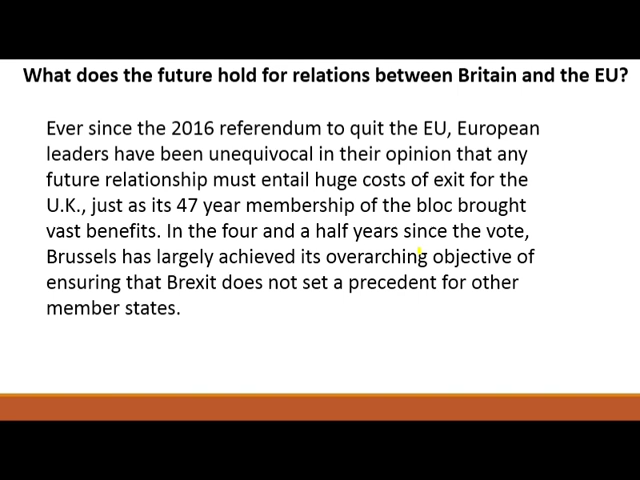 What does the future hold for relations between Britain and the EU?
Ever since the 2016 referendum to quit the EU, European
leaders have been unequivocal in their opinion that any
future relationship must entail huge costs of exit for the
U.K., just as its 47 year membership of the bloc brought
vast benefits. In the four and a half years since the vote,
Brussels has largely achieved its overarching objective of
ensuring that Brexit does not set a precedent for other
member states.